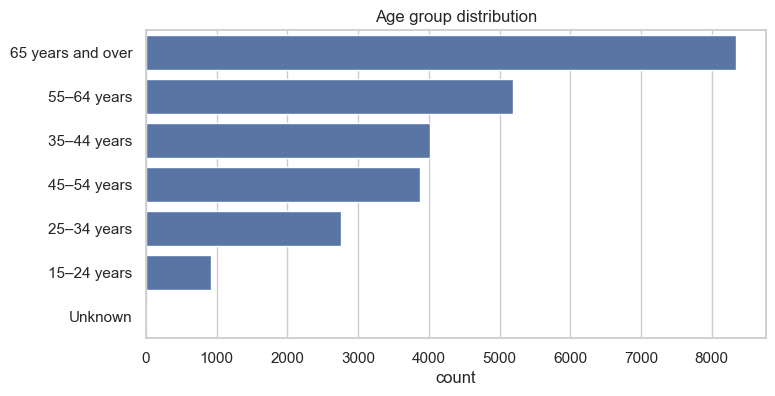 Age group distribution
65 years and over
55–64 years
35–44 years
45–54 years
25–34 years
15–24 years
Unknown
0 1000 2000 3000 4000 5000 6000 7000 8000
count